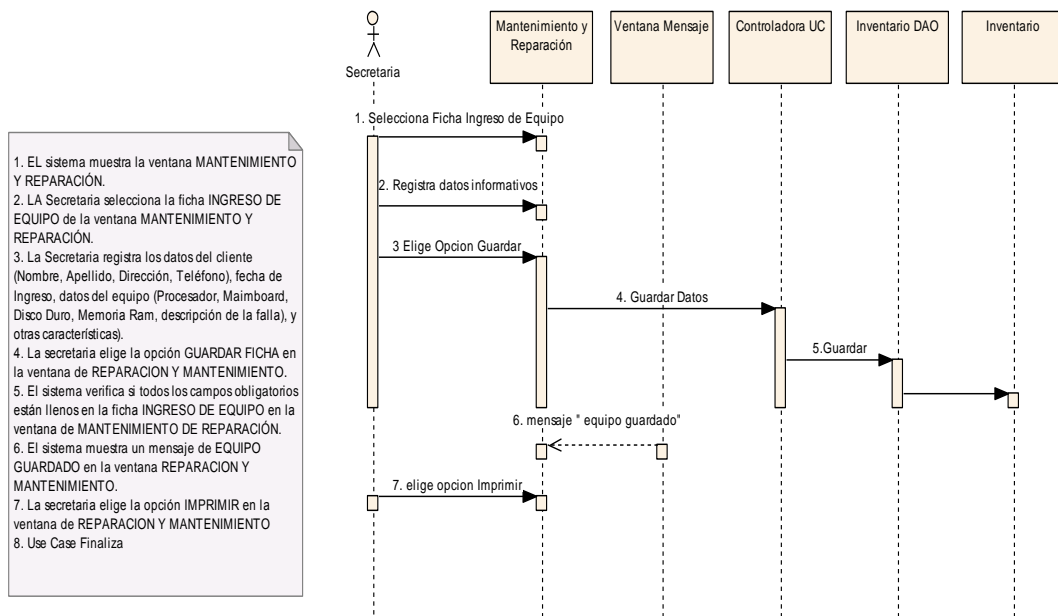 Mantenimiento y
Reparación
Ventana Mensaje
Controladora UC
Inventario DAO
Inventario
Secretaria
1. Selecciona Ficha Ingreso de Equipo
2. Registra datos informativos
3 Elige Opcion Guardar
4. Guardar Datos
5.Guardar
6. mensaje " equipo guardado"
7. elige opcion Imprimir
1. EL sistema muestra la ventana MANTENIMIENTO
Y REPARACIÓN.
2. LA Secretaria selecciona la ficha INGRESO DE
EQUIPO de la ventana MANTENIMIENTO Y
REPARACIÓN.
3. La Secretaria registra los datos del cliente
(Nombre, Apellido, Dirección, Teléfono), fecha de
Ingreso, datos del equipo (Procesador, Maimboard,
Disco Duro, Memoria Ram, descripción de la falla), y
otras características).
4. La secretaria elige la opción GUARDAR FICHA en
la ventana de REPARACION Y MANTENIMIENTO.
5. El sistema verifica si todos los campos obligatorios
están llenos en la ficha INGRESO DE EQUIPO en la
ventana de MANTENIMIENTO DE REPARACIÓN.
6. El sistema muestra un mensaje de EQUIPO
GUARDADO en la ventana REPARACION Y
MANTENIMIENTO.
7. La secretaria elige la opción IMPRIMIR en la
ventana de REPARACION Y MANTENIMIENTO
8. Use Case Finaliza